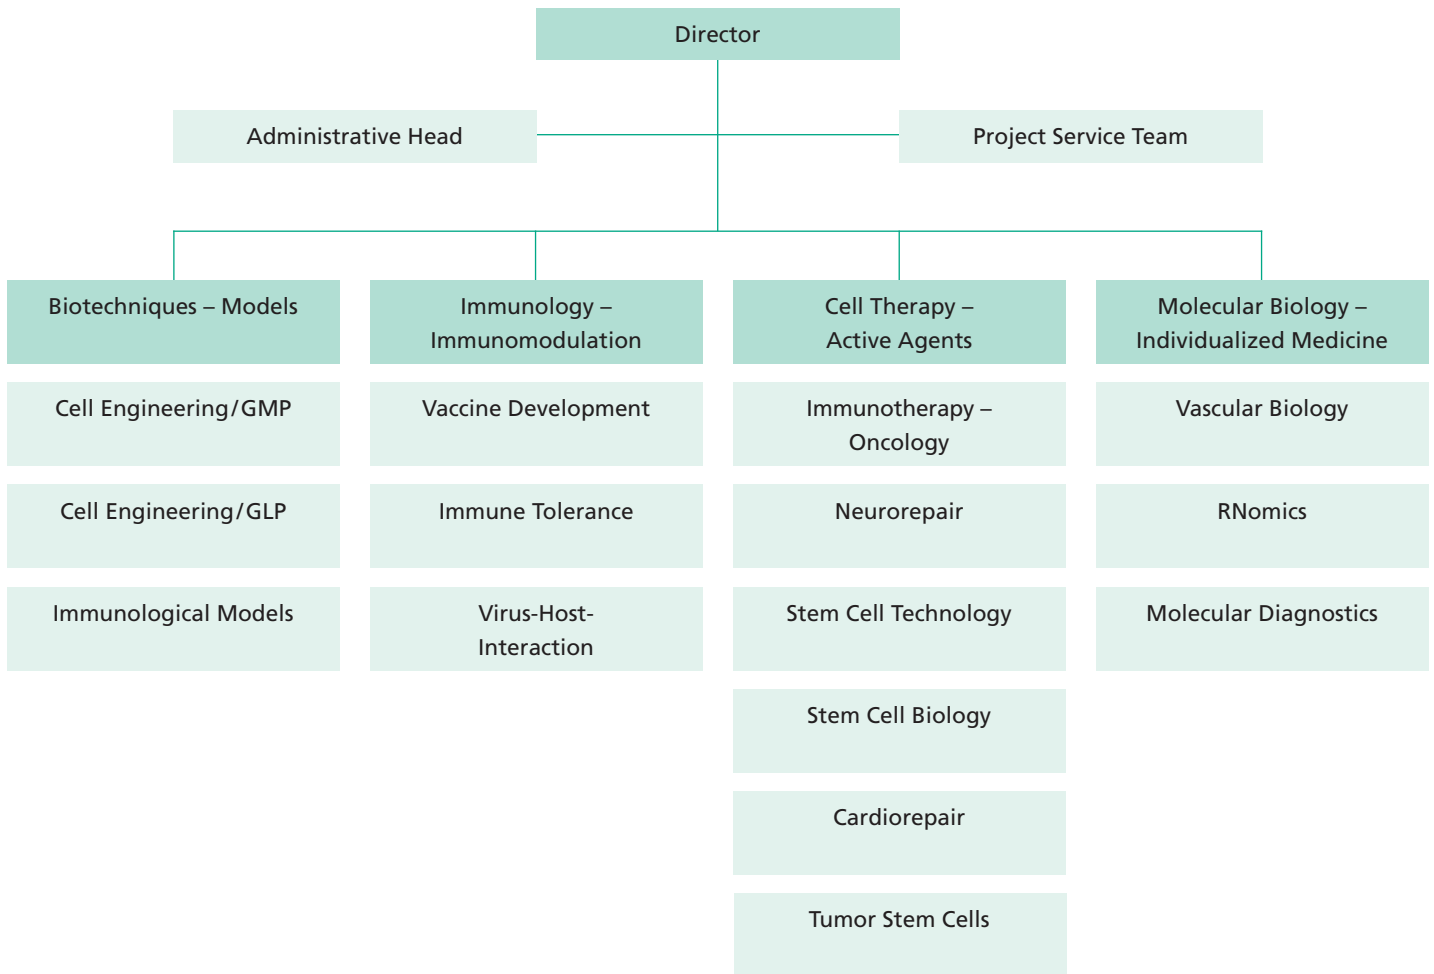 Director
Administrative Head
Project Service Team
Biotechniques – Models
Immunology –
Immunomodulation
Cell Therapy –
Active Agents
Molecular Biology –
Individualized Medicine
Cell Engineering/GMP
Vaccine Development
Immunotherapy –
Oncology
Vascular Biology
Cell Engineering/GLP
Immune Tolerance
Neurorepair
RNomics
Immunological Models
Virus-Host-
Interaction
Stem Cell Technology
Molecular Diagnostics
Stem Cell Biology
Cardiorepair
Tumor Stem Cells